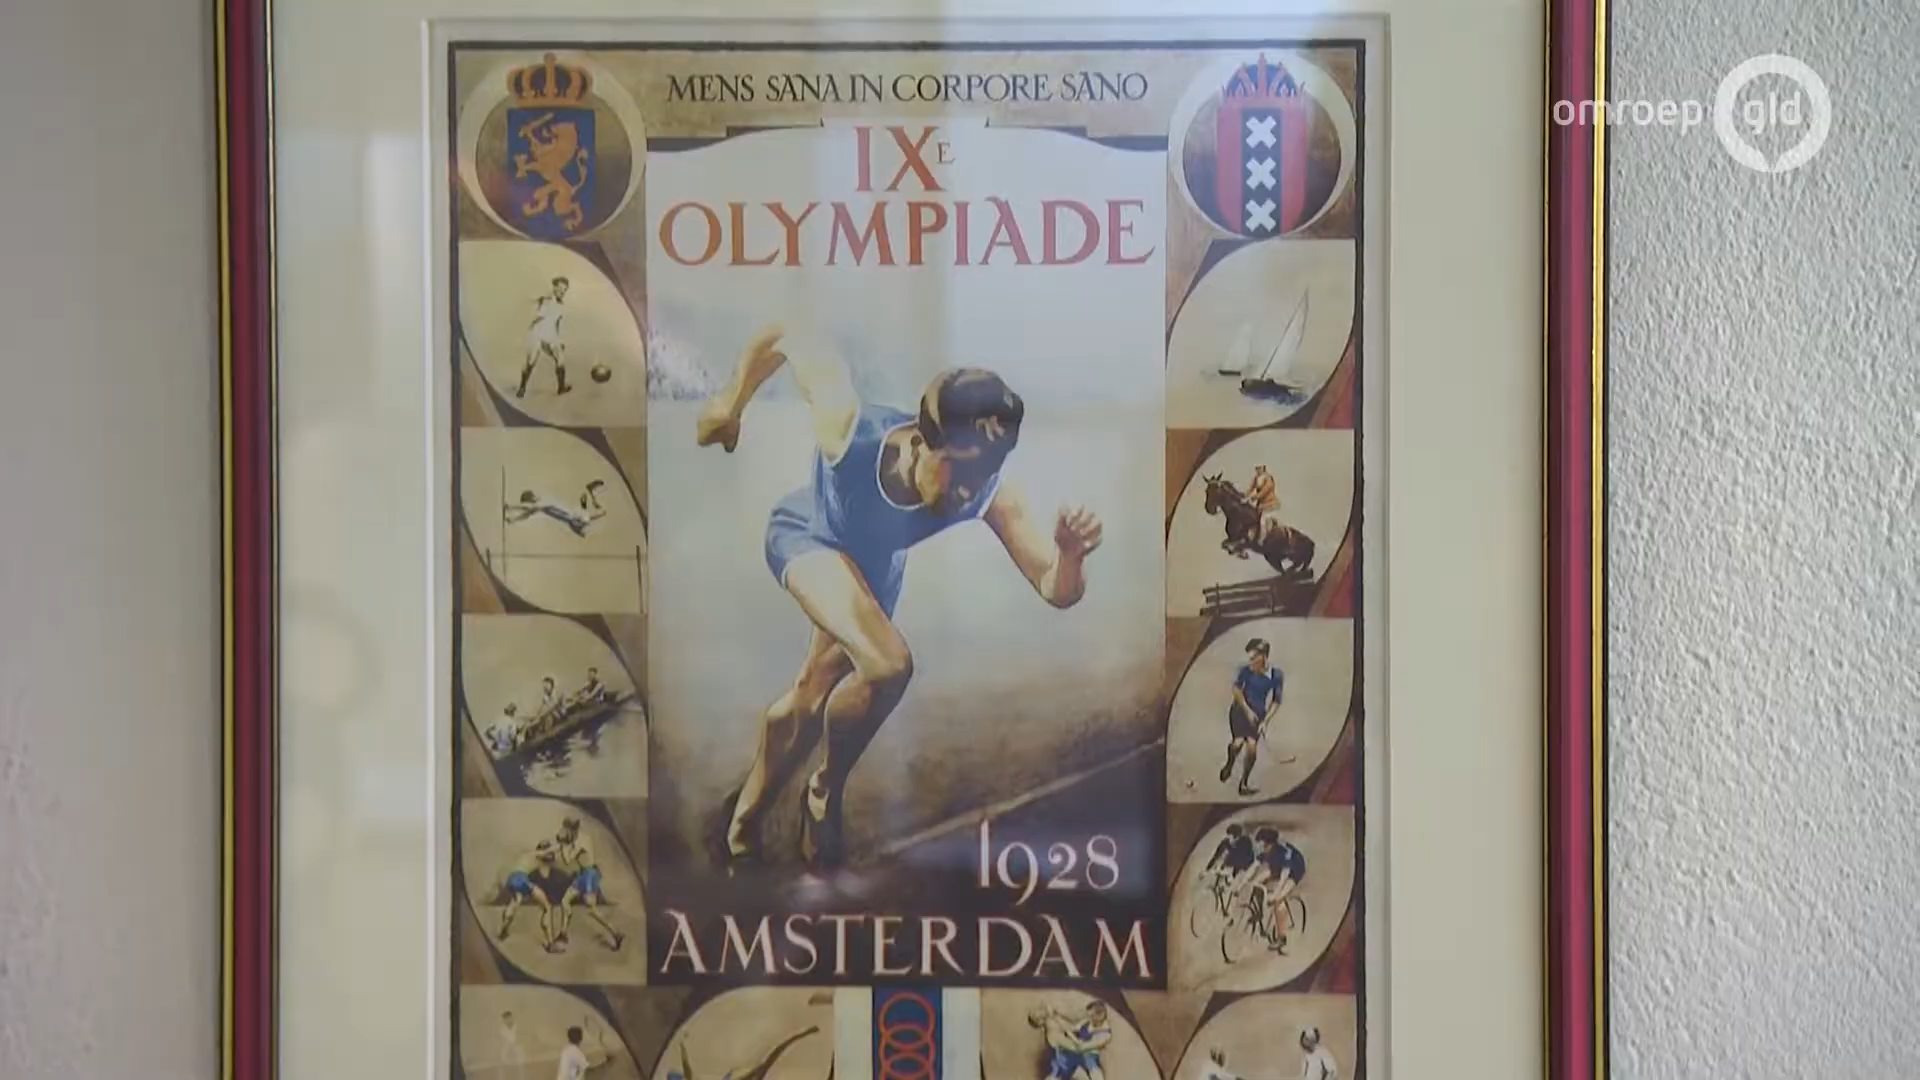 MENS SANA IN CORPORE SANO
IXE
OLYMPIADE
1928
AMSTERDAM
omroep gld